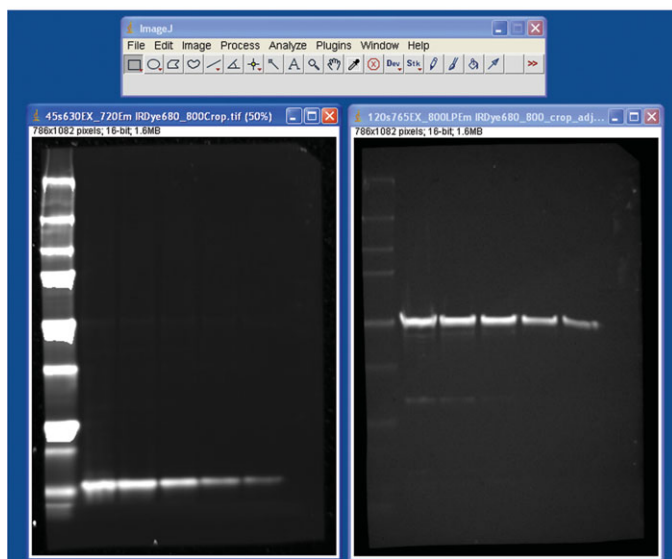 ImageJ
File Edit Image Process Analyze Plugins Window Help
A Dev Stk >>
45s630EX_720Em IRDye680_800Crop.tif (50%)
786x1082 pixels; 16-bit; 1.6MB
120s765EX_800LPEm IRDye680_800_crop_adj...
786x1082 pixels; 16-bit; 1.6MB